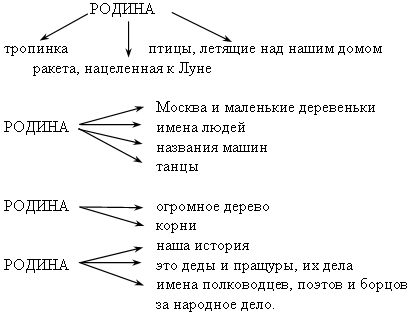 РОДИНА
тропинка птицы, летящие над нашим домом
ракета, нацеленная к Луне
Москва и маленькие деревеньки
РОДИНА имена людей
названия машин
танцы
РОДИНА огромное дерево
корни
наша история
РОДИНА это деды и пращуры, их дела
имена полководцев, поэтов и борцов
за народное дело.